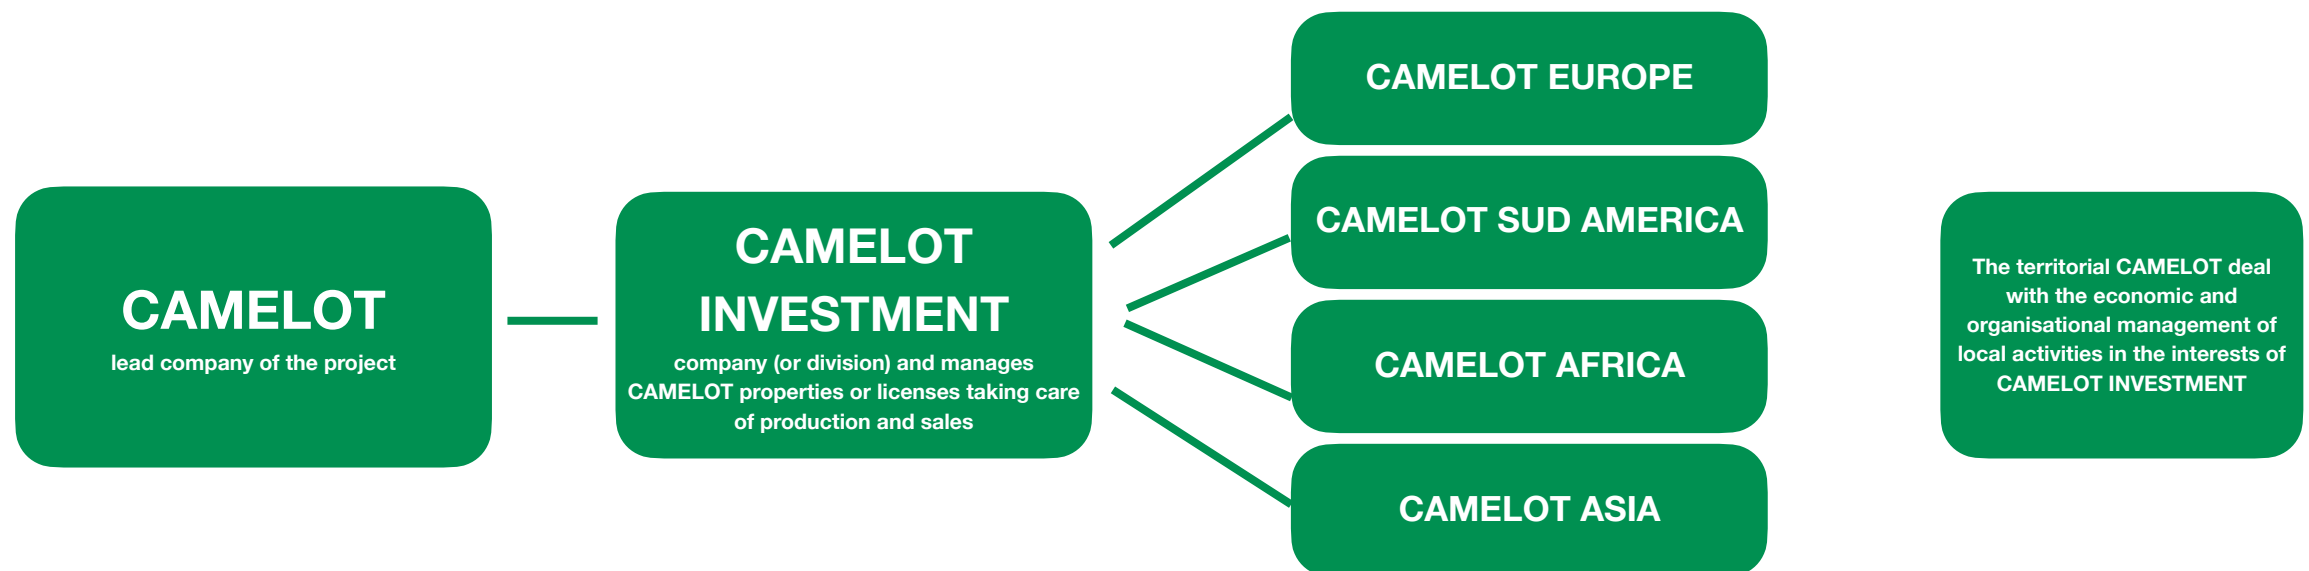 CAMELOT
lead company of the project
CAMELOT
INVESTMENT
company (or division) and manages
CAMELOT properties or licenses taking care
of production and sales
CAMELOT EUROPE
CAMELOT SUD AMERICA
CAMELOT AFRICA
CAMELOT ASIA
The territorial CAMELOT deal
with the economic and
organisational management of
local activities in the interests of
CAMELOT INVESTMENT